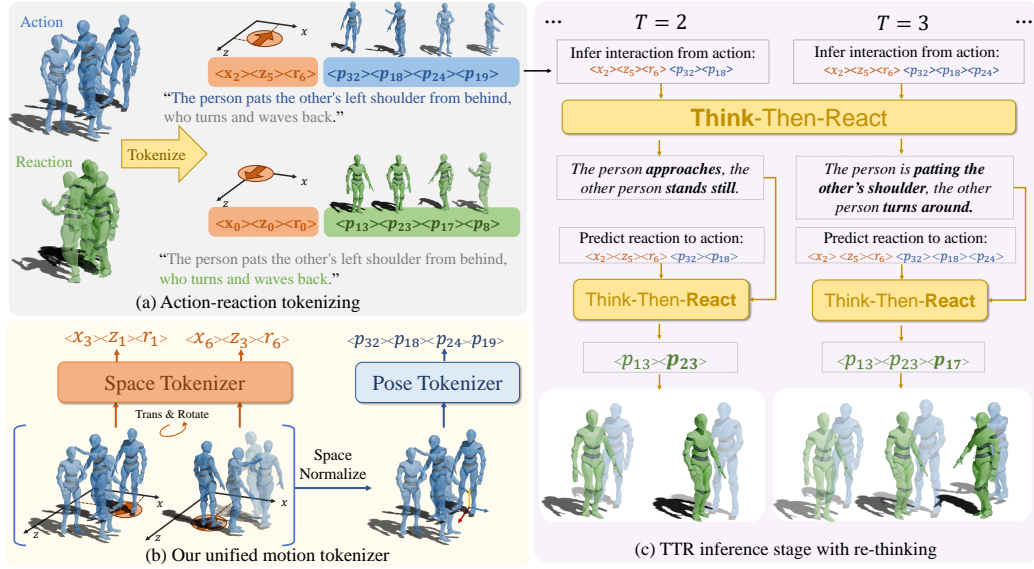 Action
x
z
<x₂><z₅><r₆>
<p₃₂><p₁₈><p₂₄><p₁₉>
“The person pats the other's left shoulder from behind,
who turns and waves back.”
Tokenize
Reaction
x
z
<x₀><z₀><r₀>
<p₁₃><p₂₃><p₁₇><p₈>
“The person pats the other's left shoulder from behind,
who turns and waves back.”
(a) Action-reaction tokenizing
<x₃><z₁><r₁>
<x₆><z₃><r₆>
<p₃₂><p₁₈><p₂₄><p₁₉>
Space Tokenizer
Pose Tokenizer
Trans & Rotate
Space
Normalize
x
z
x
z
(b) Our unified motion tokenizer
...
T = 2
T = 3
...
Infer interaction from action:
<x₂><z₅><r₆> <p₃₂><p₁₈>
Infer interaction from action:
<x₂><z₅><r₆> <p₃₂><p₁₈><p₂₄>
Think-Then-React
The person approaches, the
other person stands still.
The person is patting the
other’s shoulder, the other
person turns around.
Predict reaction to action:
<x₂><z₅><r₆> <p₃₂><p₁₈>
Predict reaction to action:
<x₂> <z₅><r₆> <p₃₂><p₁₈><p₂₄>
Think-Then-React
Think-Then-React
<p₁₃><p₂₃>
<p₁₃><p₂₃><p₁₇>
(c) TTR inference stage with re-thinking